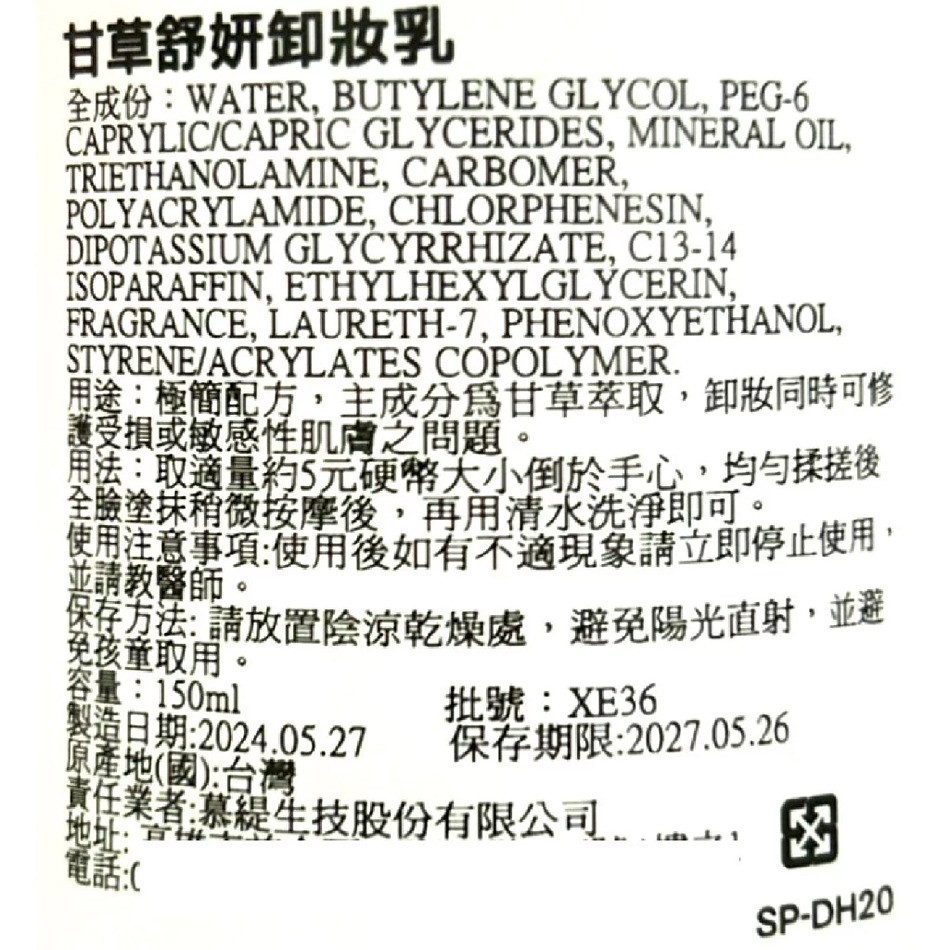 甘草舒妍卸妝乳
全成份：WATER, BUTYLENE GLYCOL, PEG-6
CAPRYLIC/CAPRIC GLYCERIDES, MINERAL OIL,
TRIETHANOLAMINE, CARBOMER,
POLYACRYLAMIDE, CHLORPHENESIN,
DIPOTASSIUM GLYCYRRHIZATE, C13-14
ISOPARAFFIN, ETHYLHEXYLGLYCERIN,
FRAGRANCE, LAURETH-7, PHENOXYETHANOL,
STYRENE/ACRYLATES COPOLYMER.
用途：極簡配方，主成分為甘草萃取，卸妝同時可修
護受損或敏感性肌膚之問題。
用法：取適量約5元硬幣大小倒於手心，均勻揉搓後
全臉塗抹稍微按摩後，再用清水洗淨即可。
使用注意事項:使用後如有不適現象請立即停止使用，
並請教醫師。
保存方法: 請放置陰涼乾燥處，避免陽光直射，並避
免孩童取用。
容量：150ml 批號：XE36
製造日期:2024.05.27 保存期限:2027.05.26
原產地(國):台灣
責任業者:慕緹生技股份有限公司
地址:
電話:
SP-DH20